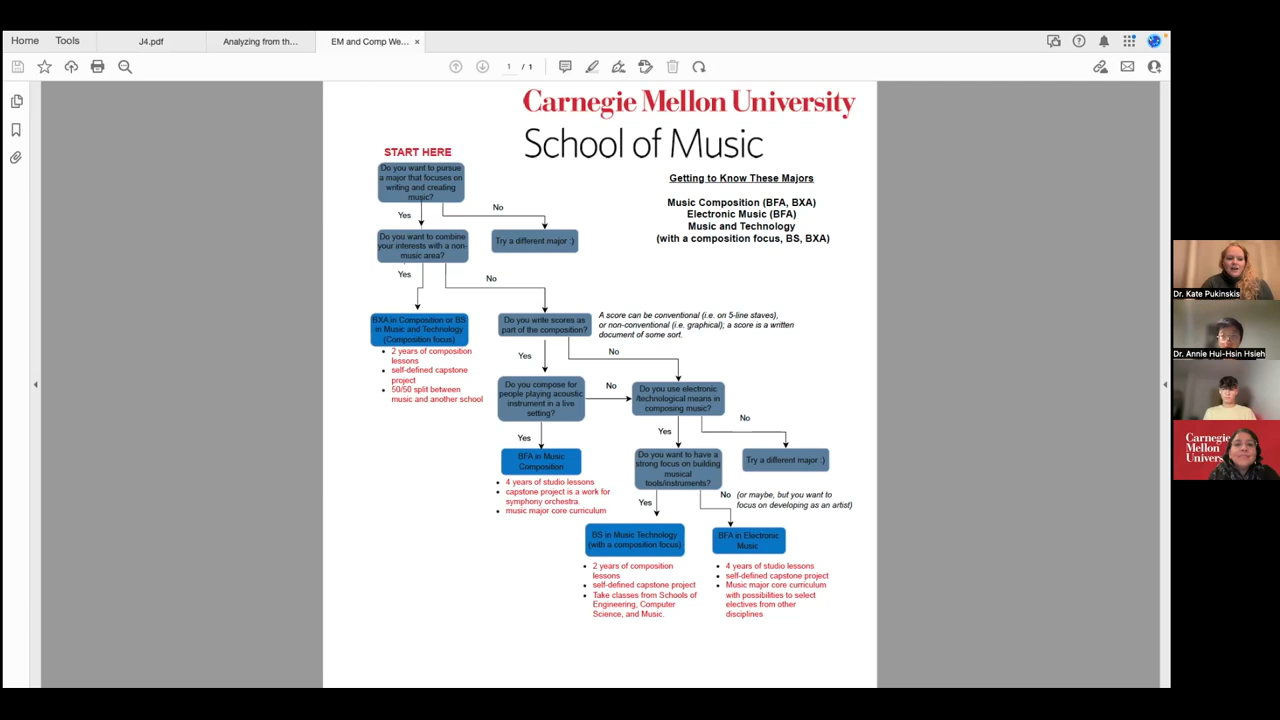 Home
Tools
J4.pdf
Analyzing from th...
EM and Comp We...
×
1 / 1
Carnegie Mellon University
School of Music
START HERE
Do you want to pursue
a major that focuses on
writing and creating
music?
Getting to Know These Majors
Music Composition (BFA, BXA)
Electronic Music (BFA)
Music and Technology
(with a composition focus, BS, BXA)
Yes
No
Do you want to combine
your interests with a non-
music area?
Try a different major :)
Yes
No
BXA in Composition or BS
in Music and Technology
(Composition focus)
• 2 years of composition
lessons
• self-defined capstone
project
• 50/50 split between
music and another school
Do you write scores as
part of the composition?
A score can be conventional (i.e. on 5-line staves),
or non-conventional (i.e. graphical); a score is a written
document of some sort.
Yes
No
Do you compose for
people playing acoustic
instrument in a live
setting?
No
Do you use electronic
/technological means in
composing music?
Yes
Yes
No
BFA in Music
Composition
• 4 years of studio lessons
• capstone project is a work for
symphony orchestra.
• music major core curriculum
Do you want to have a
strong focus on building
musical
tools/instruments?
Try a different major :)
Yes
No
(or maybe, but you want to
focus on developing as an artist)
BS in Music Technology
(with a composition focus)
• 2 years of composition
lessons
• self-defined capstone project
• Take classes from Schools of
Engineering, Computer
Science, and Music.
BFA in Electronic
Music
• 4 years of studio lessons
• self-defined capstone project
• Music major core curriculum
with possibilities to select
electives from other
disciplines
Dr. Kate Pukinskis
Dr. Annie Hui-Hsin Hsieh
Carnegie
Mellon
Univers